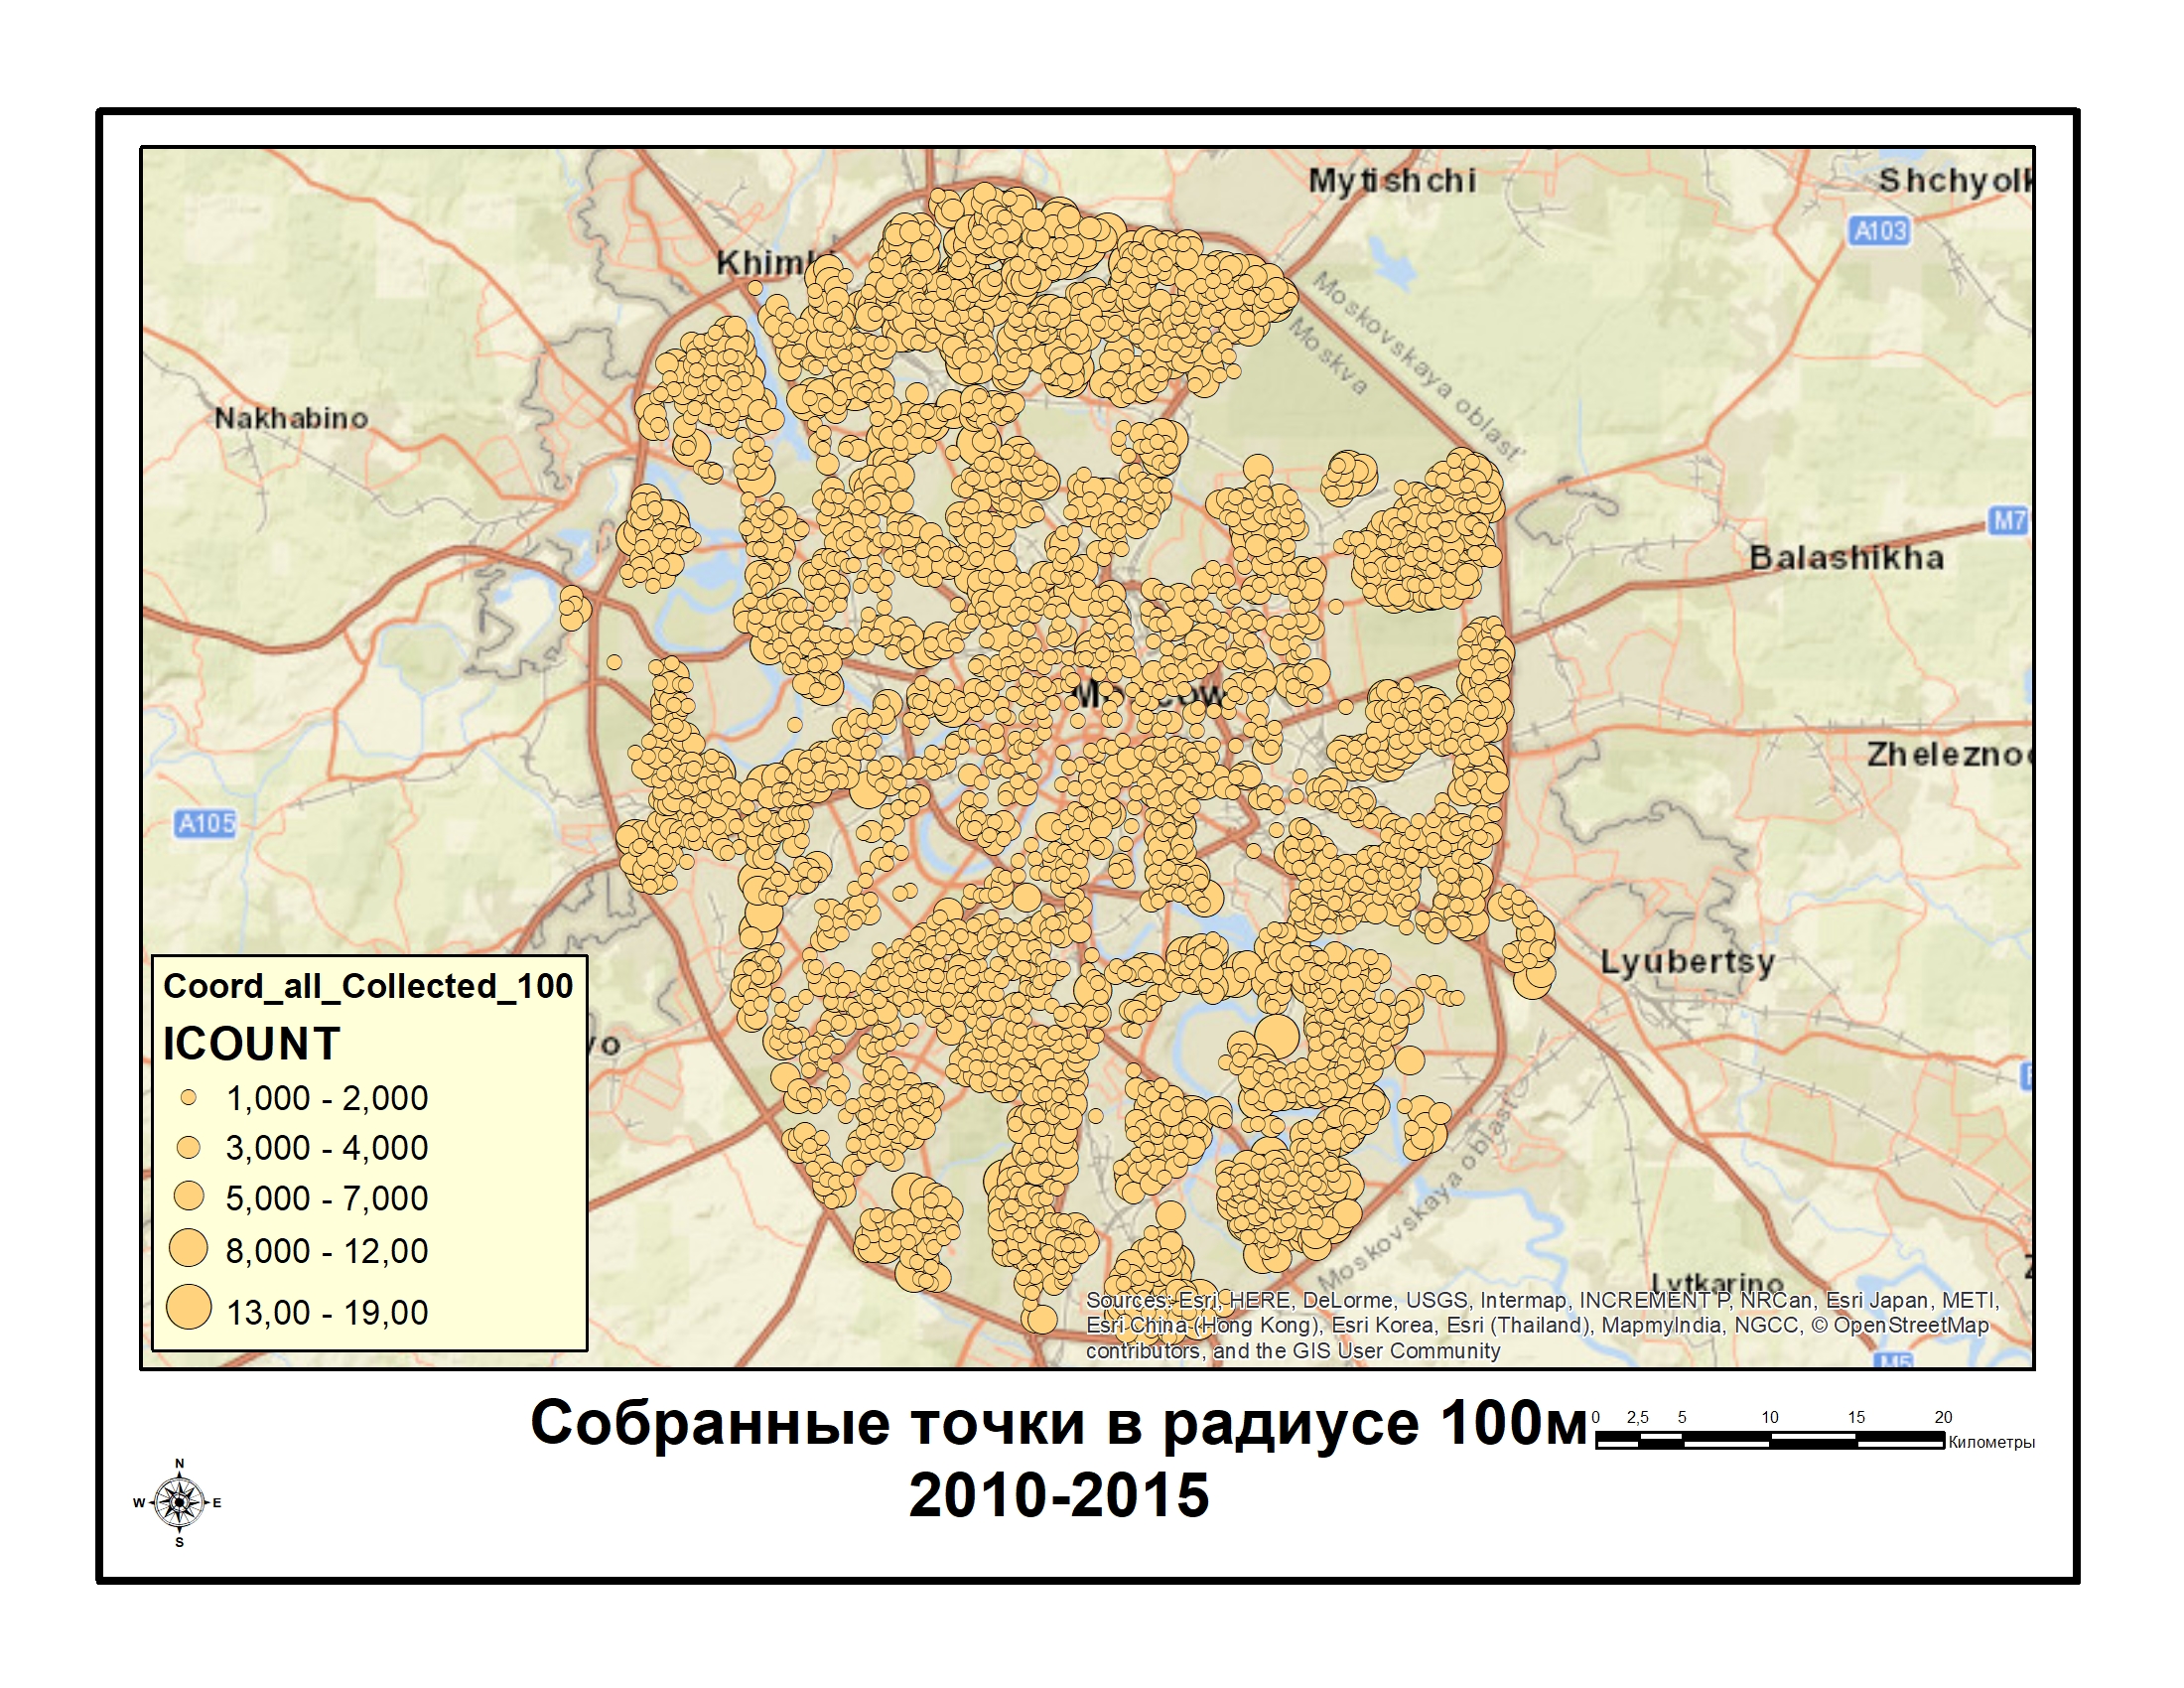 Mytishchi
Shchyolk
A103
Khimki
Moskovskaya oblast'
Moskva
Nakhabino
M7
Balashikha
Moscow
Zhelezno
A105
Lyubertsy
Coord_all_Collected_100
ICOUNT
1,000 - 2,000
3,000 - 4,000
5,000 - 7,000
8,000 - 12,00
13,00 - 19,00
vo
Moskovskaya oblast'
Lytkarino
Sources: Esri, HERE, DeLorme, USGS, Intermap, INCREMENT P, NRCan, Esri Japan, METI,
Esri China (Hong Kong), Esri Korea, Esri (Thailand), MapmyIndia, NGCC, © OpenStreetMap
contributors, and the GIS User Community
M5
Собранные точки в радиусе 100м
2010-2015
0 2,5 5 10 15 20
Километры
N
W E
S